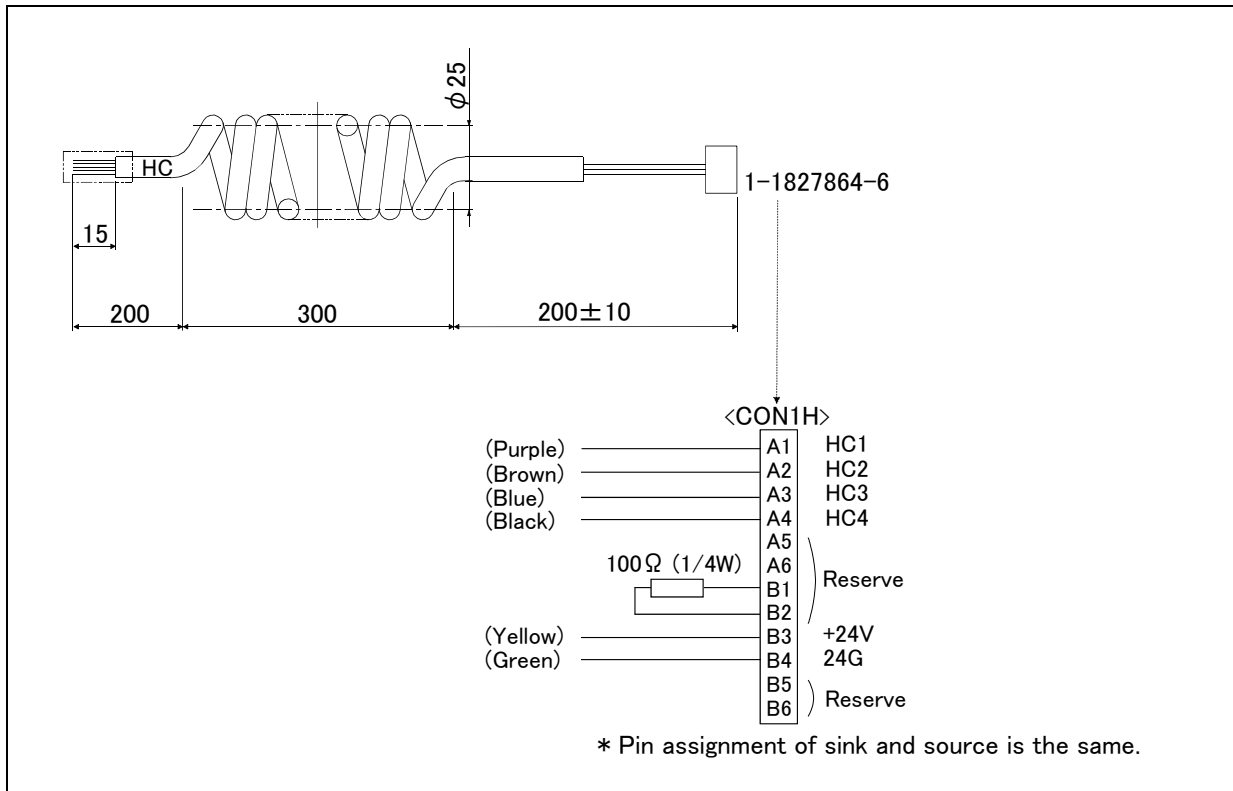 φ25
HC
1-1827864-6
15
200
300
200±10
<CON1H>
(Purple) A1 HC1
(Brown) A2 HC2
(Blue) A3 HC3
(Black) A4 HC4
A5
100Ω (1/4W) A6
Reserve
B1
B2
(Yellow) B3 +24V
(Green) B4 24G
B5
Reserve
B6
* Pin assignment of sink and source is the same.